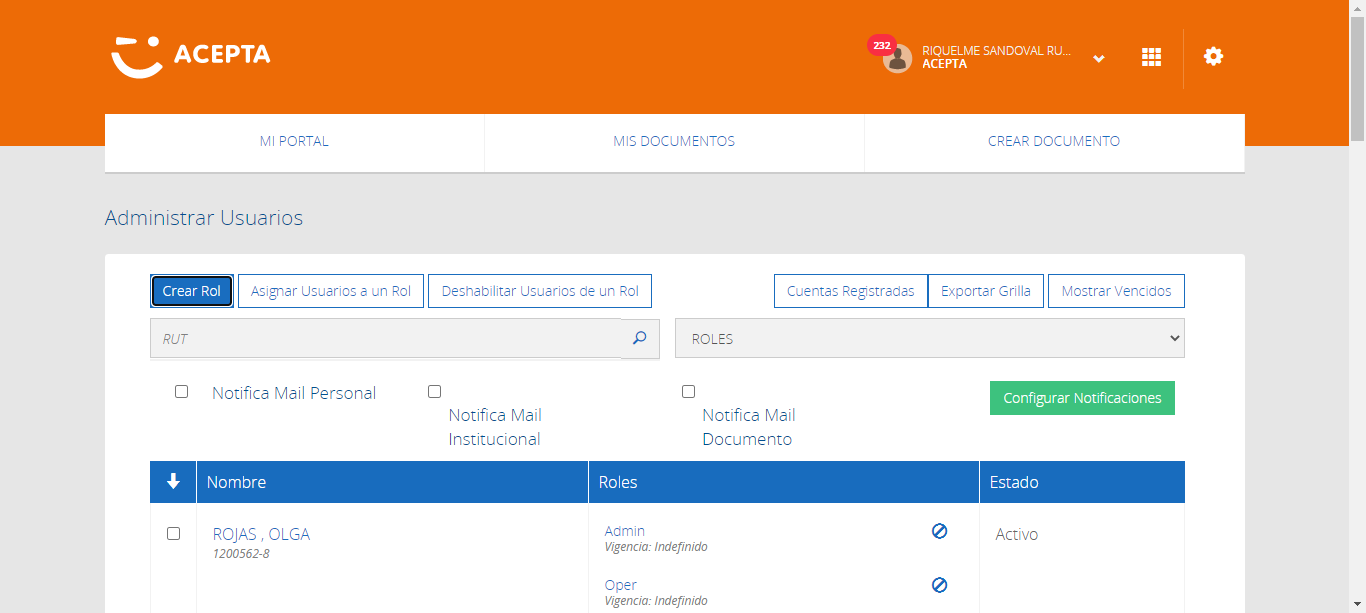 ACEPTA
232
RIQUELME SANDOVAL RU...
ACEPTA
MI PORTAL
MIS DOCUMENTOS
CREAR DOCUMENTO
Administrar Usuarios
Crear Rol
Asignar Usuarios a un Rol
Deshabilitar Usuarios de un Rol
Cuentas Registradas
Exportar Grilla
Mostrar Vencidos
RUT
ROLES
Notifica Mail Personal
Notifica Mail
Institucional
Notifica Mail
Documento
Configurar Notificaciones
Nombre
Roles
Estado
ROJAS , OLGA
1200562-8
Admin
Vigencia: Indefinido
Activo
Oper
Vigencia: Indefinido